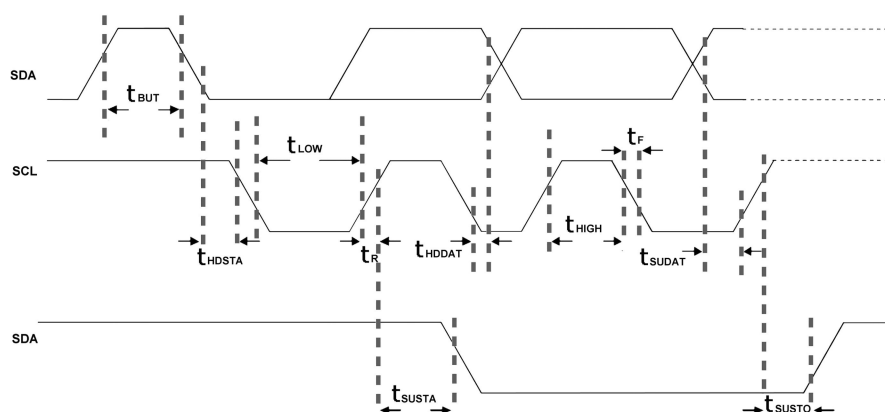 SDA
tBUT
SCL
tLOW
tF
tHDSTA
tR
tHDDAT
tHIGH
tSUDAT
SDA
tSUSTA
tSUSTO